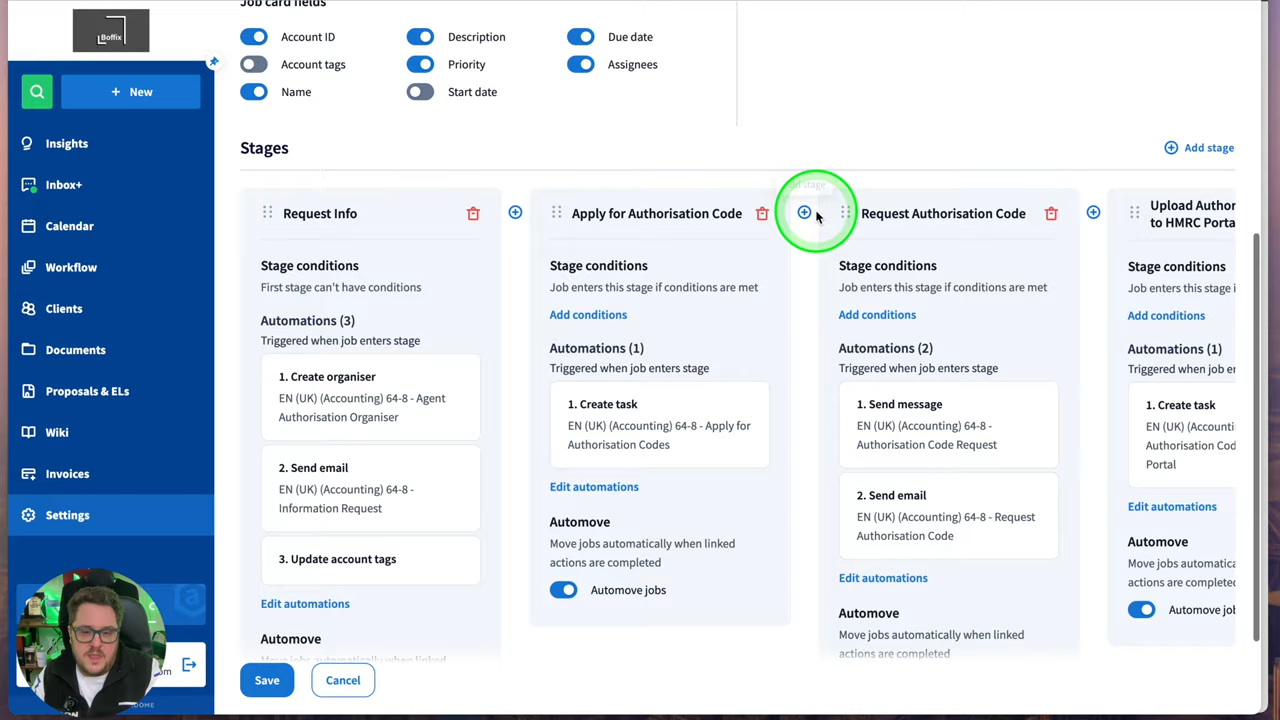 Job card fields
Boffix
Account ID
Description
Due date
Account tags
Priority
Assignees
Name
Start date
New
Insights
Inbox+
Calendar
Workflow
Clients
Documents
Proposals & ELs
Wiki
Invoices
Settings
Stages
Add stage
Request Info
Stage conditions
First stage can't have conditions
Automations (3)
Triggered when job enters stage
1. Create organiser
EN (UK) (Accounting) 64-8 - Agent
Authorisation Organiser
2. Send email
EN (UK) (Accounting) 64-8 -
Information Request
3. Update account tags
Edit automations
Automove
Apply for Authorisation Code
Stage conditions
Job enters this stage if conditions are met
Add conditions
Automations (1)
Triggered when job enters stage
1. Create task
EN (UK) (Accounting) 64-8 - Apply for
Authorisation Codes
Edit automations
Automove
Move jobs automatically when linked
actions are completed
Automove jobs
Request Authorisation Code
Stage conditions
Job enters this stage if conditions are met
Add conditions
Automations (2)
Triggered when job enters stage
1. Send message
EN (UK) (Accounting) 64-8 -
Authorisation Code Request
2. Send email
EN (UK) (Accounting) 64-8 - Request
Authorisation Code
Edit automations
Automove
Move jobs automatically when linked
actions are completed
Upload Author
to HMRC Porta
Stage conditions
Job enters this stage i
Add conditions
Automations (1)
Triggered when job e
1. Create task
EN (UK) (Account
Authorisation Cod
Portal
Edit automations
Automove
Move jobs automatica
actions are completed
Automove job
Save
Cancel